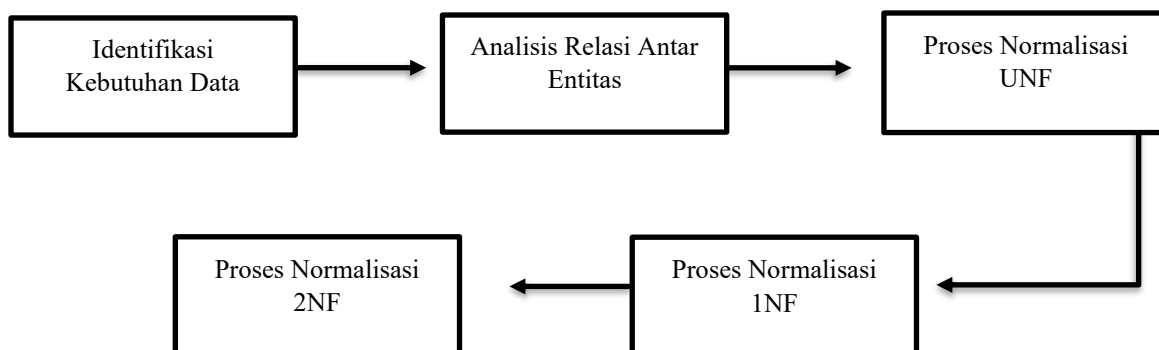 Identifikasi
Kebutuhan Data
Analisis Relasi Antar
Entitas
Proses Normalisasi
UNF
Proses Normalisasi
1NF
Proses Normalisasi
2NF